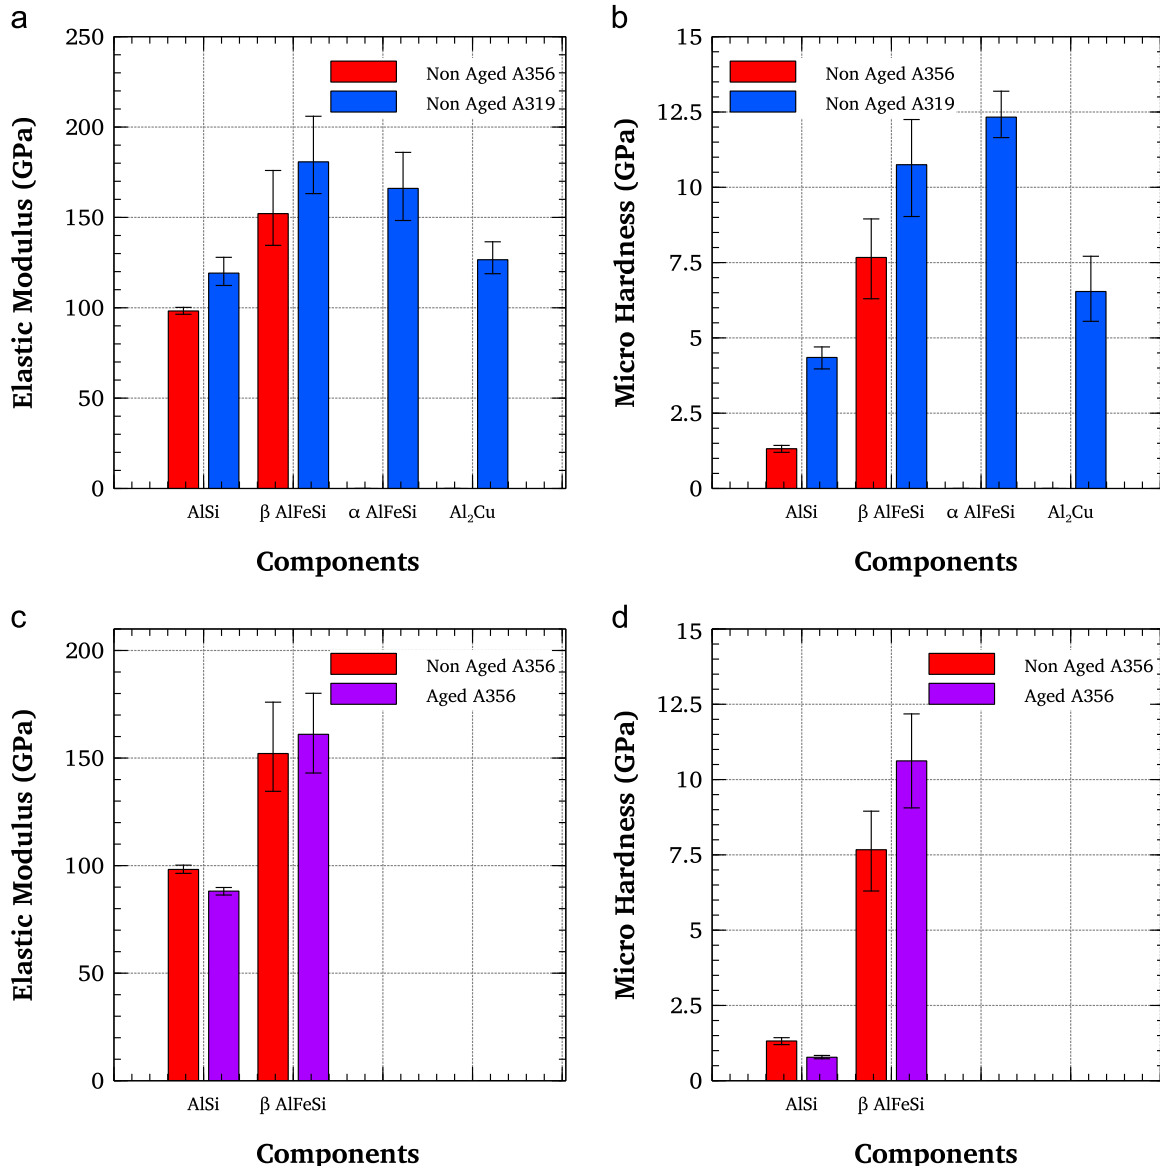 a
250
200
150
100
50
0
Elastic Modulus (GPa)
Non Aged A356
Non Aged A319
AlSi β AlFeSi α AlFeSi Al₂Cu
Components
b
15
12.5
10
7.5
5
2.5
0
Micro Hardness (GPa)
Non Aged A356
Non Aged A319
AlSi β AlFeSi α AlFeSi Al₂Cu
Components
c
200
150
100
50
0
Elastic Modulus (GPa)
Non Aged A356
Aged A356
AlSi β AlFeSi
Components
d
15
12.5
10
7.5
5
2.5
0
Micro Hardness (GPa)
Non Aged A356
Aged A356
AlSi β AlFeSi
Components